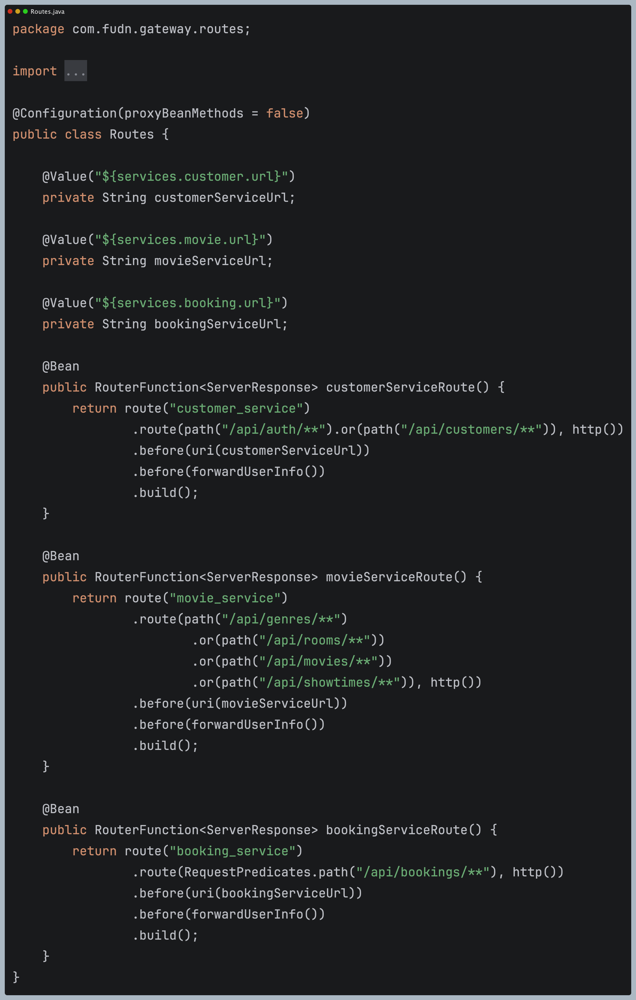 Routes.java
package com.fudn.gateway.routes;
import ...
@Configuration(proxyBeanMethods = false)
public class Routes {
@Value("${services.customer.url}")
private String customerServiceUrl;
@Value("${services.movie.url}")
private String movieServiceUrl;
@Value("${services.booking.url}")
private String bookingServiceUrl;
@Bean
public RouterFunction<ServerResponse> customerServiceRoute() {
return route("customer_service")
.route(path("/api/auth/**").or(path("/api/customers/**")), http())
.before(uri(customerServiceUrl))
.before(forwardUserInfo())
.build();
}
@Bean
public RouterFunction<ServerResponse> movieServiceRoute() {
return route("movie_service")
.route(path("/api/genres/**")
.or(path("/api/rooms/**"))
.or(path("/api/movies/**"))
.or(path("/api/showtimes/**")), http())
.before(uri(movieServiceUrl))
.before(forwardUserInfo())
.build();
}
@Bean
public RouterFunction<ServerResponse> bookingServiceRoute() {
return route("booking_service")
.route(RequestPredicates.path("/api/bookings/**"), http())
.before(uri(bookingServiceUrl))
.before(forwardUserInfo())
.build();
}
}